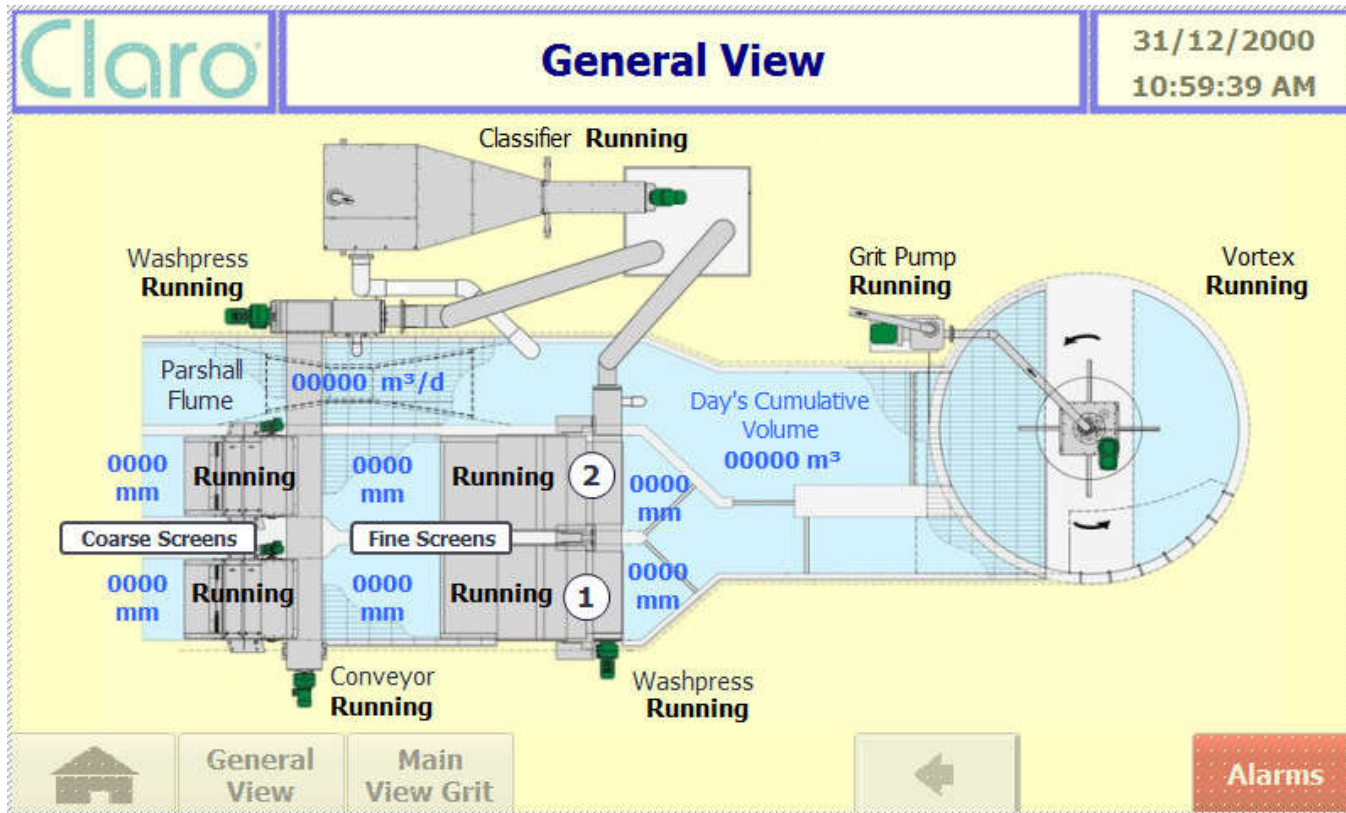 Claro
General View
31/12/2000
10:59:39 AM
Classifier Running
Washpress
Running
Grit Pump
Running
Vortex
Running
Parshall
Flume
00000 m³/d
Day's Cumulative
Volume
00000 m³
0000
mm
Running
0000
mm
Running
2
0000
mm
Coarse Screens
Fine Screens
0000
mm
Running
0000
mm
Running
1
0000
mm
Conveyor
Running
Washpress
Running
General
View
Main
View Grit
Alarms